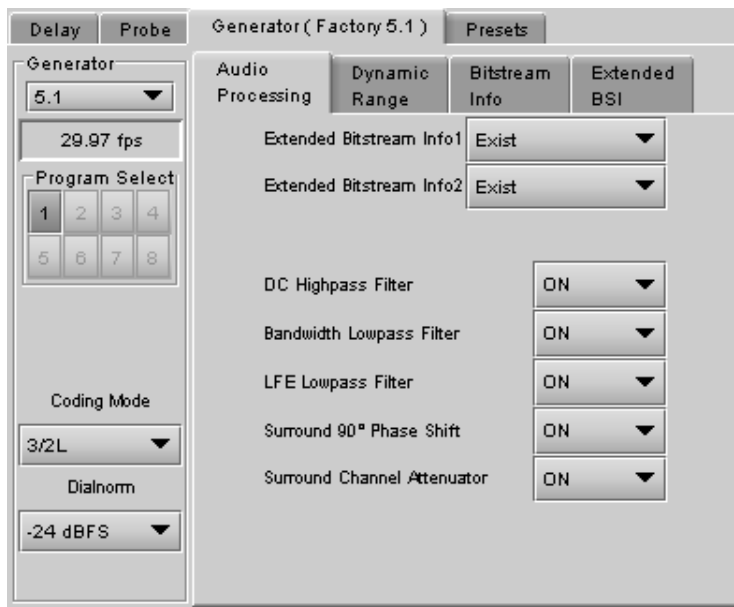 Delay Probe Generator ( Factory 5.1 ) Presets
Generator
5.1
29.97 fps
Program Select
1 2 3 4
5 6 7 8
Coding Mode
3/2L
Dialnorm
-24 dBFS
Audio Processing
Dynamic Range
Bitstream Info
Extended BSI
Extended Bitstream Info1 Exist
Extended Bitstream Info2 Exist
DC Highpass Filter ON
Bandwidth Lowpass Filter ON
LFE Lowpass Filter ON
Surround 90° Phase Shift ON
Surround Channel Attenuator ON